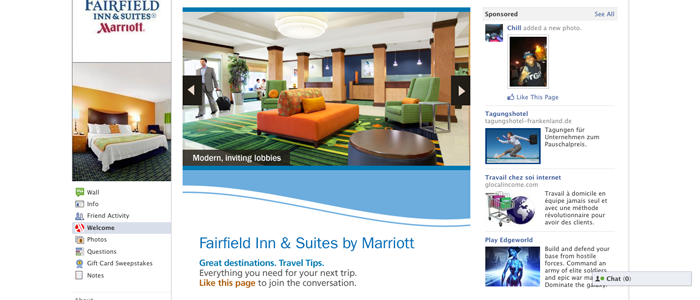 FAIRFIELD
INN & SUITES®
Marriott.
Wall
Info
Friend Activity
Welcome
Photos
Questions
Gift Card Sweepstakes
Notes
Modern, inviting lobbies
Fairfield Inn & Suites by Marriott
Great destinations. Travel Tips.
Everything you need for your next trip.
Like this page to join the conversation.
Sponsored
See All
Chill added a new photo.
Like This Page
Tagungshotel
tagungshotel-frankenland.de
Tagungen für
Unternehmen zum
Pauschalpreis.
Travail chez soi internet
glocalincome.com
Travail à domicile en
équipe jamais seul et
avec une méthode
révolutionnaire pour
avoir des clients.
Play Edgeworld
Build and defend your
base from hostile
forces. Command an
army of elite soldiers
and epic war
Dominate the
Chat (0)